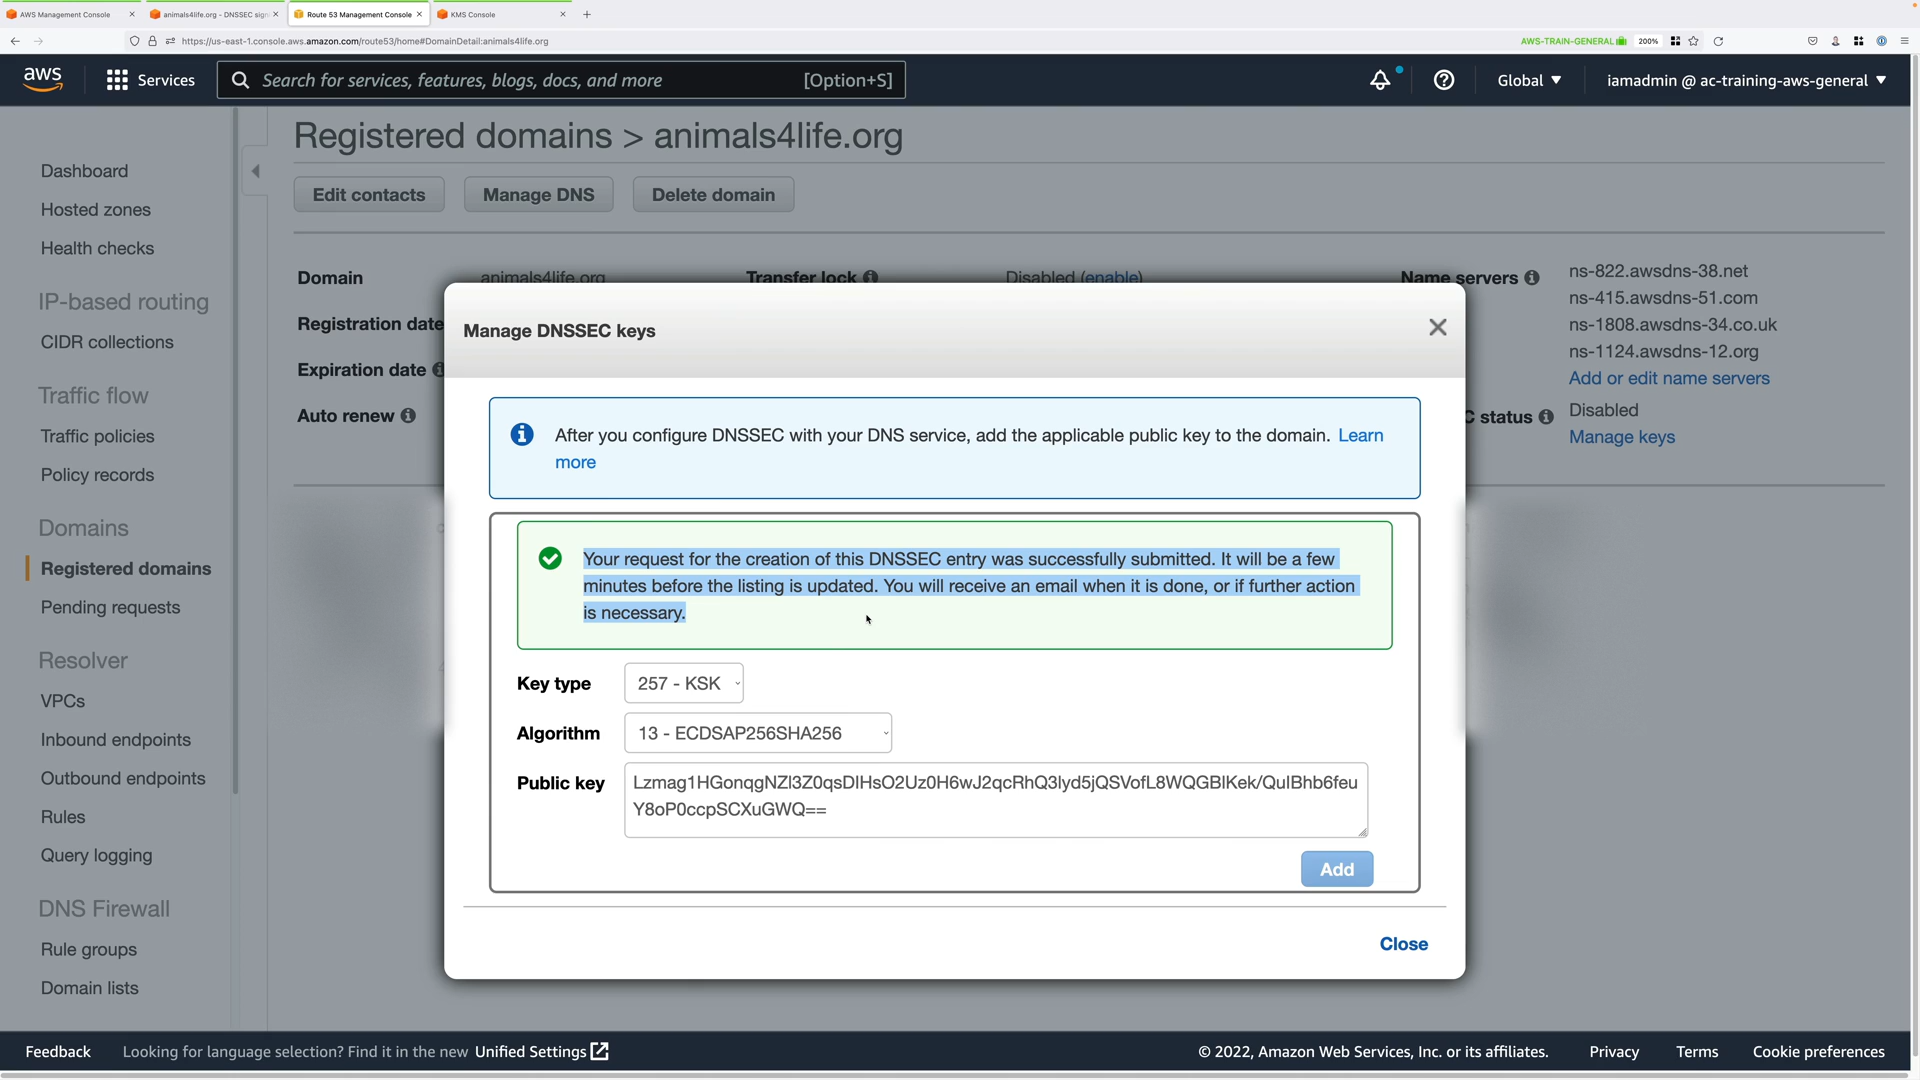 AWS Management Console
animals4life.org - DNSSEC sign
Route 53 Management Console
KMS Console
https://us-east-1.console.aws.amazon.com/route53/home#DomainDetail:animals4life.org
AWS-TRAIN-GENERAL
200%
aws
Services
Search for services, features, blogs, docs, and more
[Option+S]
Global
iamadmin @ ac-training-aws-general
Dashboard
Hosted zones
Health checks
IP-based routing
CIDR collections
Traffic flow
Traffic policies
Policy records
Domains
Registered domains
Pending requests
Resolver
VPCs
Inbound endpoints
Outbound endpoints
Rules
Query logging
DNS Firewall
Rule groups
Domain lists
Registered domains > animals4life.org
Edit contacts
Manage DNS
Delete domain
Domain
animals4life.org
Transfer lock
Disabled (enable)
Name servers
ns-822.awsdns-38.net
ns-415.awsdns-51.com
ns-1808.awsdns-34.co.uk
ns-1124.awsdns-12.org
Add or edit name servers
Registration date
Expiration date
Auto renew
C status
Disabled
Manage keys
Manage DNSSEC keys
After you configure DNSSEC with your DNS service, add the applicable public key to the domain. Learn
more
Your request for the creation of this DNSSEC entry was successfully submitted. It will be a few
minutes before the listing is updated. You will receive an email when it is done, or if further action
is necessary.
Key type
257 - KSK
Algorithm
13 - ECDSAP256SHA256
Public key
Lzmag1HGonqgNZl3Z0qsDlHsO2Uz0H6wJ2qcRhQ3lyd5jQSVofL8WQGBlKek/QulBhb6feu
Y8oP0ccpSCXuGWQ==
Add
Close
Feedback
Looking for language selection? Find it in the new Unified Settings
© 2022, Amazon Web Services, Inc. or its affiliates.
Privacy
Terms
Cookie preferences